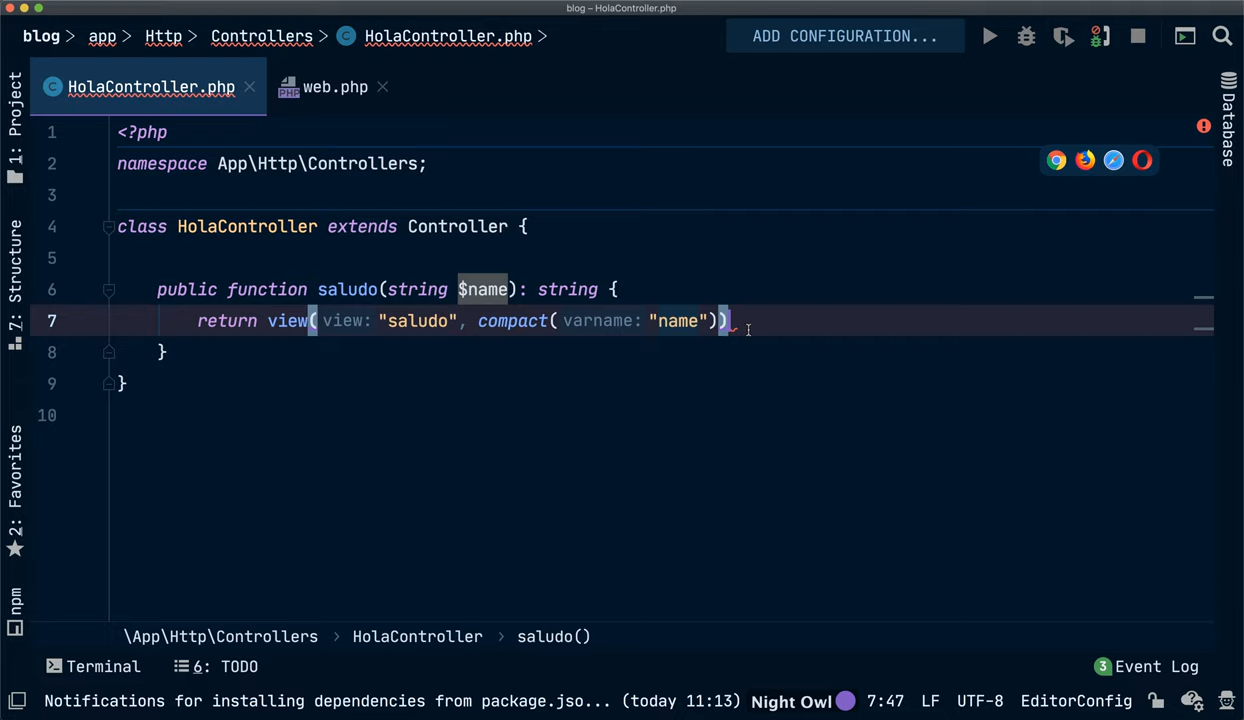 blog – HolaController.php
blog > app > Http > Controllers > C HolaController.php >
ADD CONFIGURATION...
C HolaController.php
PHP web.php
1: Project
7: Structure
2: Favorites
npm
Database
1 <?php
2 namespace App\Http\Controllers;
3
4 class HolaController extends Controller {
5
6 public function saludo(string $name): string {
7 return view( view: "saludo", compact( varname: "name"))
8 }
9 }
10
\App\Http\Controllers > HolaController > saludo()
Terminal 6: TODO 3 Event Log
Notifications for installing dependencies from package.jso... (today 11:13) Night Owl 7:47 LF UTF-8 EditorConfig